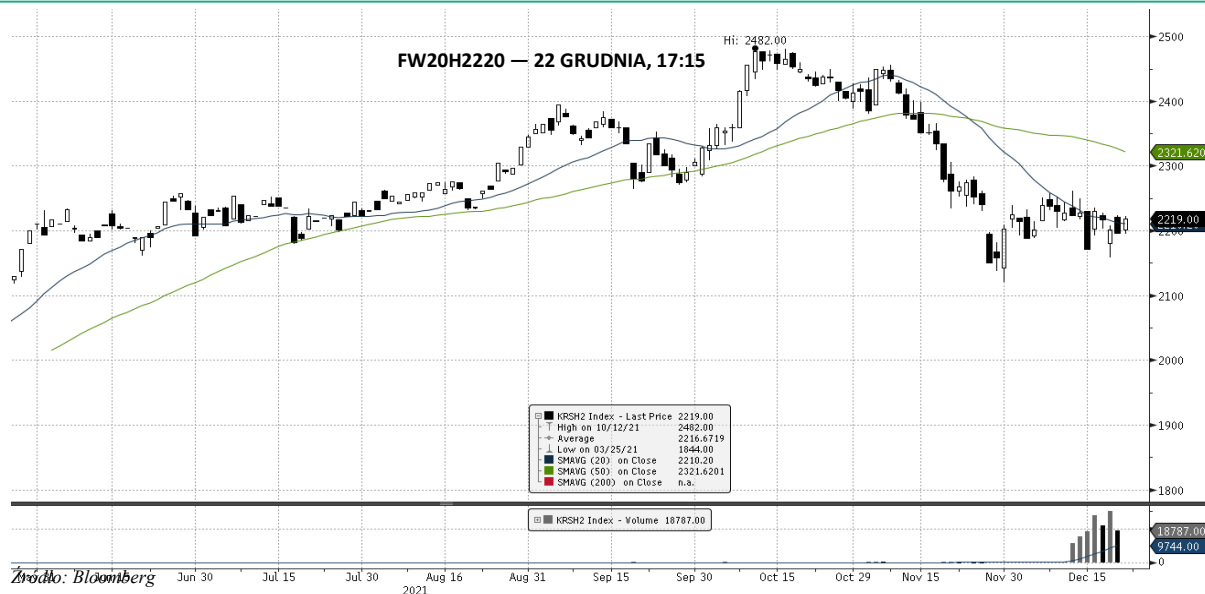 Hi: 2482.00
FW20H2220 — 22 GRUDNIA, 17:15
2500
2400
2321.620
2300
2219.00
2200
2100
2000
1900
1800
KRSH2 Index - Last Price 2219.00
High on 10/12/21 2482.00
Average 2216.6719
Low on 03/25/21 1844.00
SMAVG (20) on Close 2210.20
SMAVG (50) on Close 2321.6201
SMAVG (200) on Close n.a.
KRSH2 Index - Volume 18787.00
18787.00
9744.00
0
Źródło: Bloomberg
Jun 15 Jun 30 Jul 15 Jul 30 Aug 16 Aug 31 Sep 15 Sep 30 Oct 15 Oct 29 Nov 15 Nov 30 Dec 15
2021